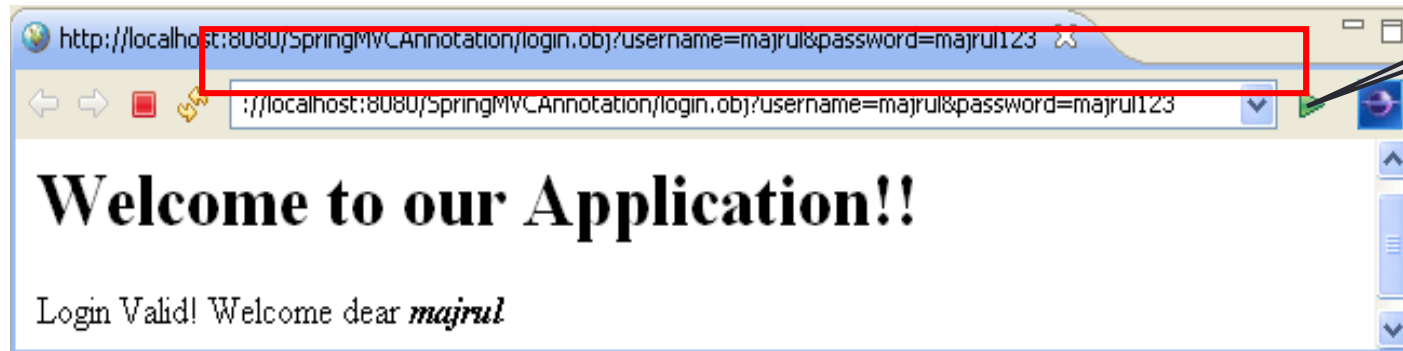 http://localhost:8080/SpringMVCAnnotation/login.obj?username=majrul&password=majrul123
://localhost:8080/SpringMVCAnnotation/login.obj?username=majrul&password=majrul123
Welcome to our Application!!
Login Valid! Welcome dear majrul